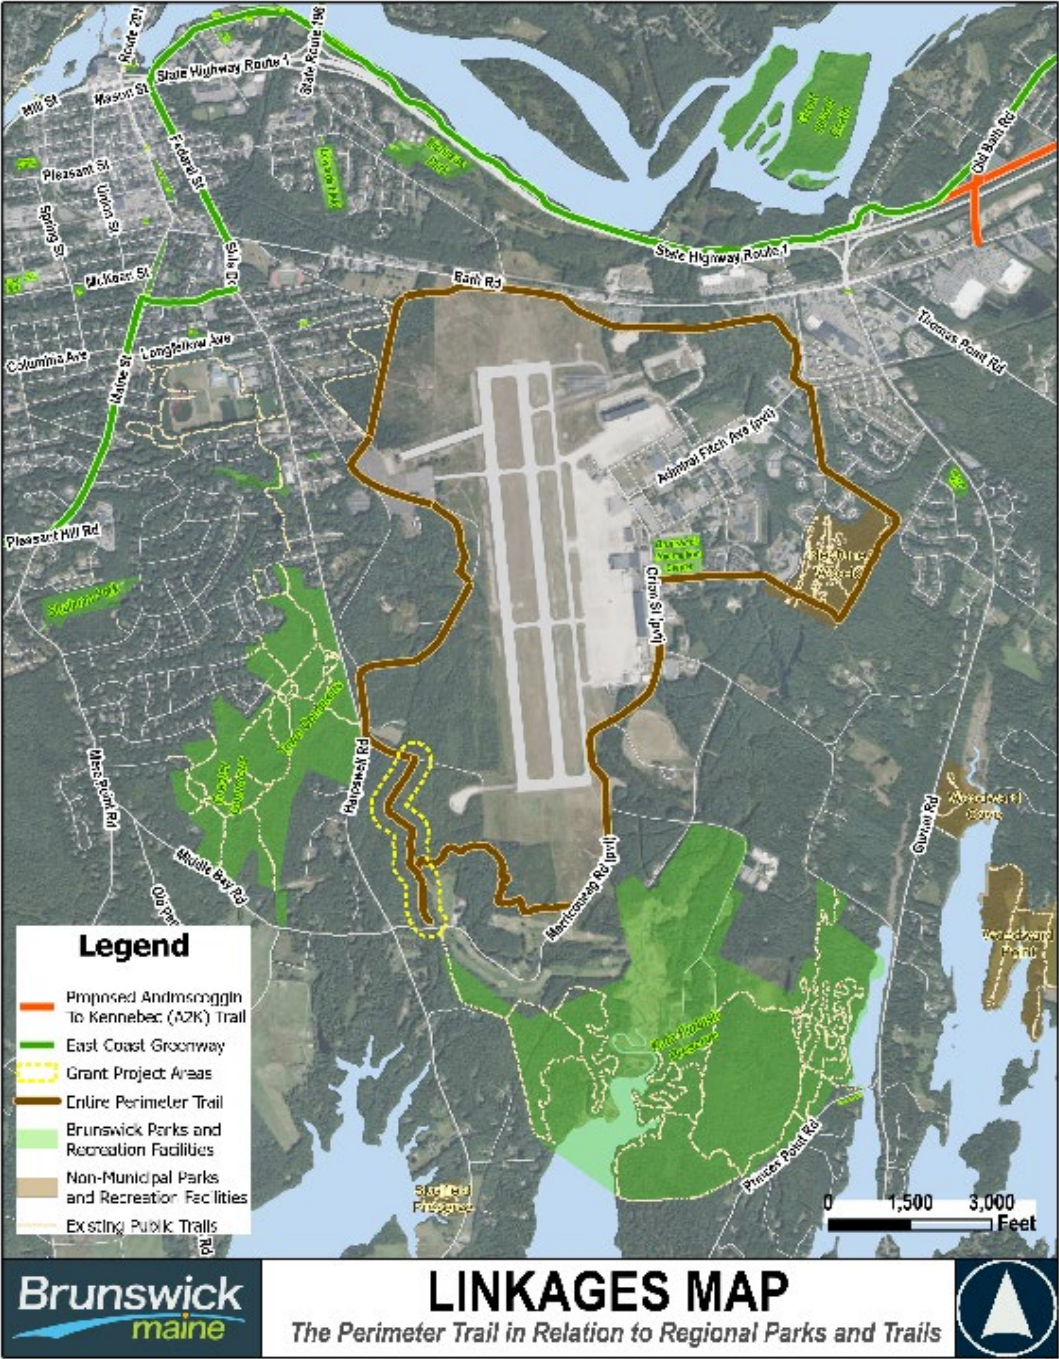 Route 201
State Route 196
State Highway Route 1
Mill St
Mason St
Federal St
Pleasant St
Union St
Spring St
McKeen St
Columbia Ave
Longfellow Ave
Maine St
Pleasant Hill Rd
State Highway Route 1
Old Bath Rd
Bath Rd
Thomas Point Rd
Admiral Fitch Ave (pvt)
Orion St (pvt)
Harpswell Rd
Merriconeag Rd (pvt)
Mere Point Rd
Middle Bay Rd
Gurnet Rd
Woodward
Cove
Woodward
Point
Princes Point Rd
Rd
Legend
Proposed Androscoggin
To Kennebec (A2K) Trail
East Coast Greenway
Grant Project Areas
Entire Perimeter Trail
Brunswick Parks and
Recreation Facilities
Non-Municipal Parks
and Recreation Facilities
Existing Public Trails
0 1,500 3,000
Feet
Brunswick
maine
LINKAGES MAP
The Perimeter Trail in Relation to Regional Parks and Trails